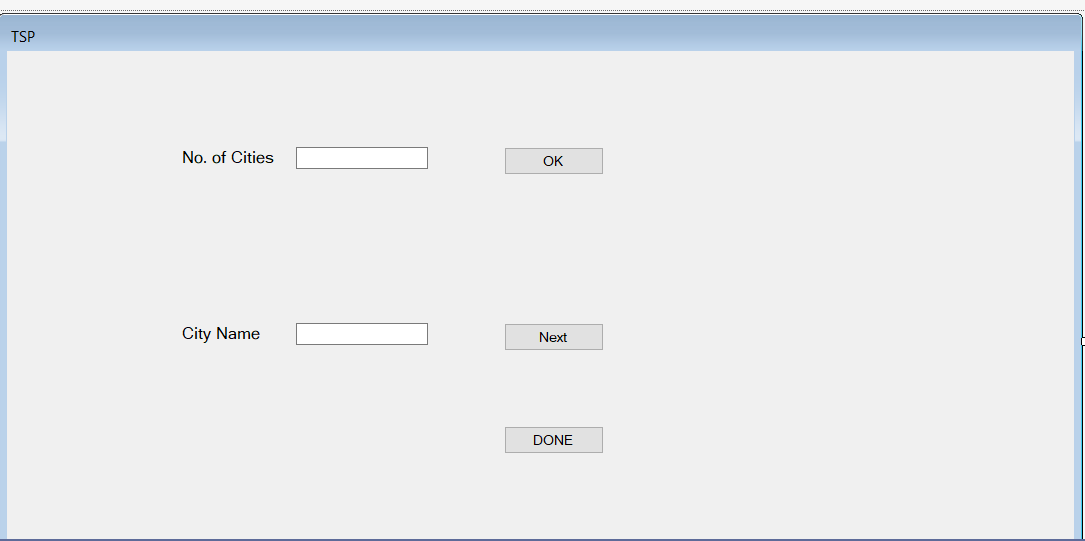 TSP
No. of Cities
OK
City Name
Next
DONE